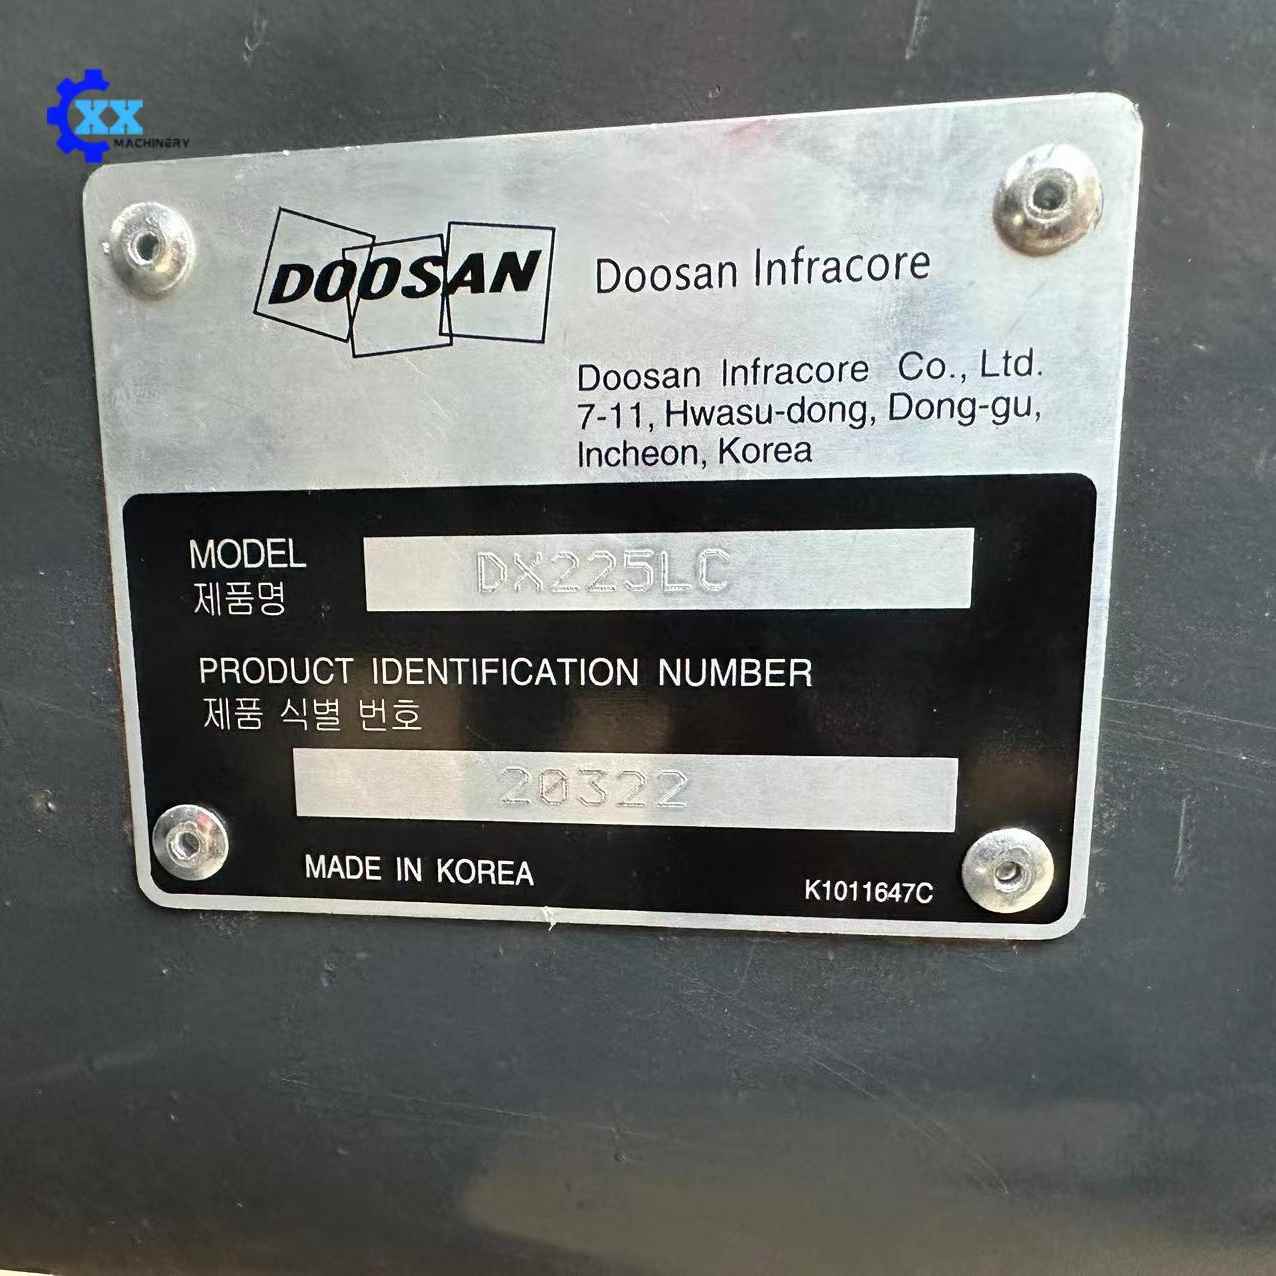 XX
MACHINERY
DOOSAN Doosan Infracore
Doosan Infracore Co., Ltd.
7-11, Hwasu-dong, Dong-gu,
Incheon, Korea
MODEL DX225LC
제품명
PRODUCT IDENTIFICATION NUMBER
제품 식별 번호
20322
MADE IN KOREA K1011647C